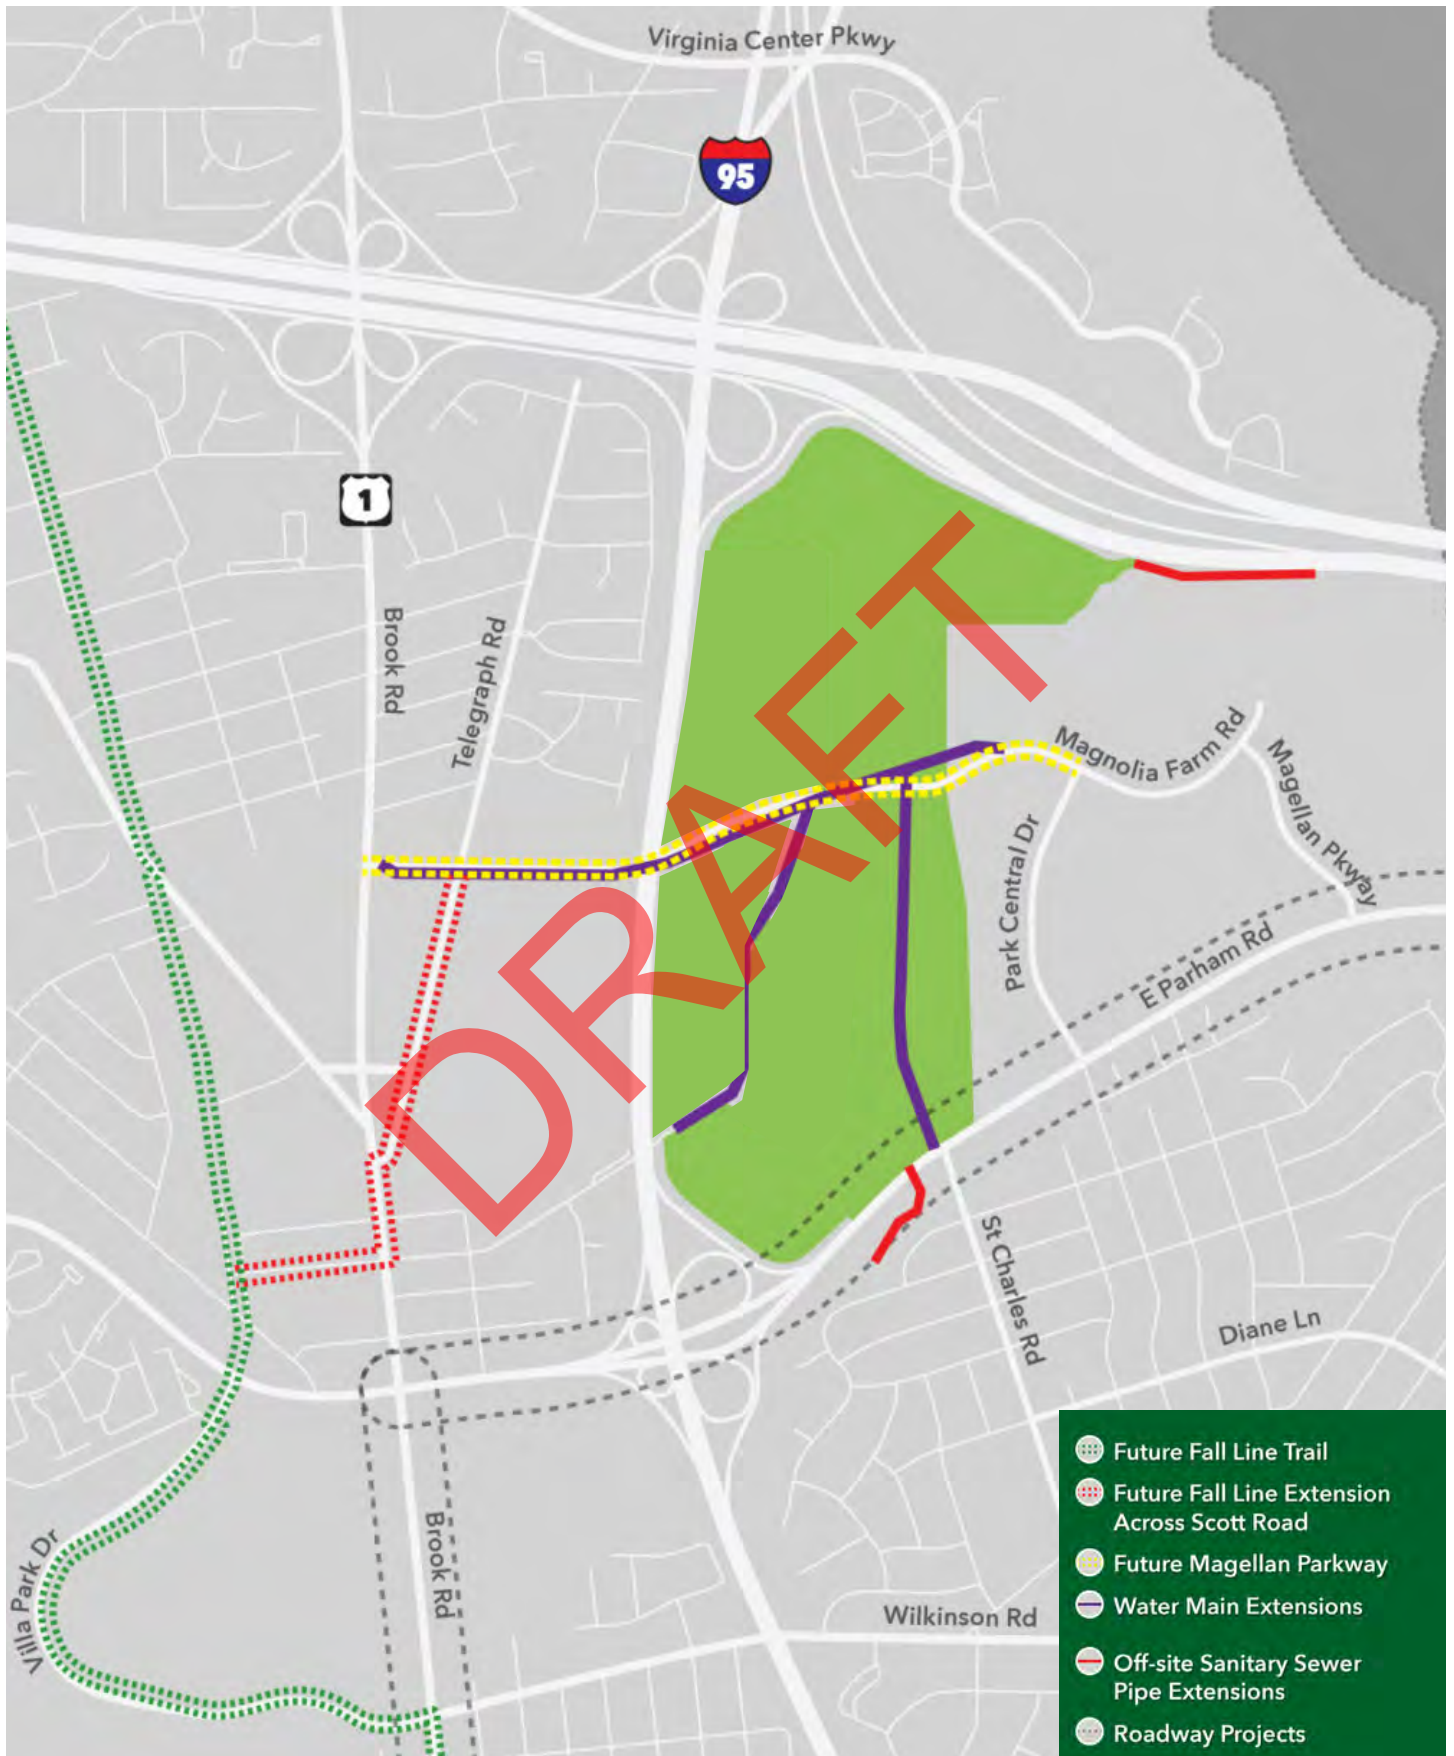 Virginia Center Pkwy
95
1
Brook Rd
Telegraph Rd
DRAFT
Magnolia Farm Rd
Magellan Pkwy
Park Central Dr
E Parham Rd
St Charles Rd
Diane Ln
Villa Park Dr
Brook Rd
Wilkinson Rd
Future Fall Line Trail
Future Fall Line Extension
Across Scott Road
Future Magellan Parkway
Water Main Extensions
Off-site Sanitary Sewer
Pipe Extensions
Roadway Projects